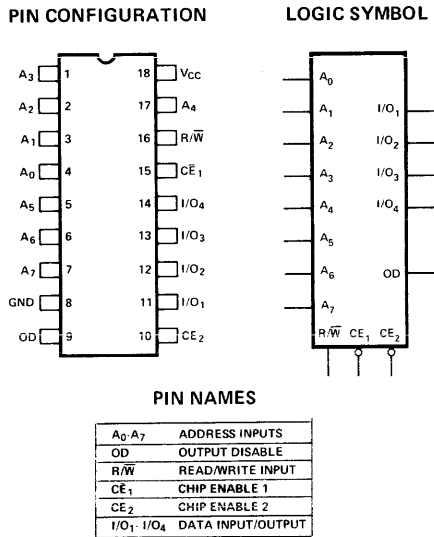 PIN CONFIGURATION
LOGIC SYMBOL
A3 1 18 VCC
A2 2 17 A4
A1 3 16 R/W̅
A0 4 15 C̅E̅1
A5 5 14 I/O4
A6 6 13 I/O3
A7 7 12 I/O2
GND 8 11 I/O1
OD 9 10 CE2
A0
A1 I/O1
A2 I/O2
A3 I/O3
A4 I/O4
A5
A6 OD
A7
R/W̅ CE1 CE2
PIN NAMES
A0-A7 ADDRESS INPUTS
OD OUTPUT DISABLE
R/W̅ READ/WRITE INPUT
C̅E̅1 CHIP ENABLE 1
CE2 CHIP ENABLE 2
I/O1- I/O4 DATA INPUT/OUTPUT